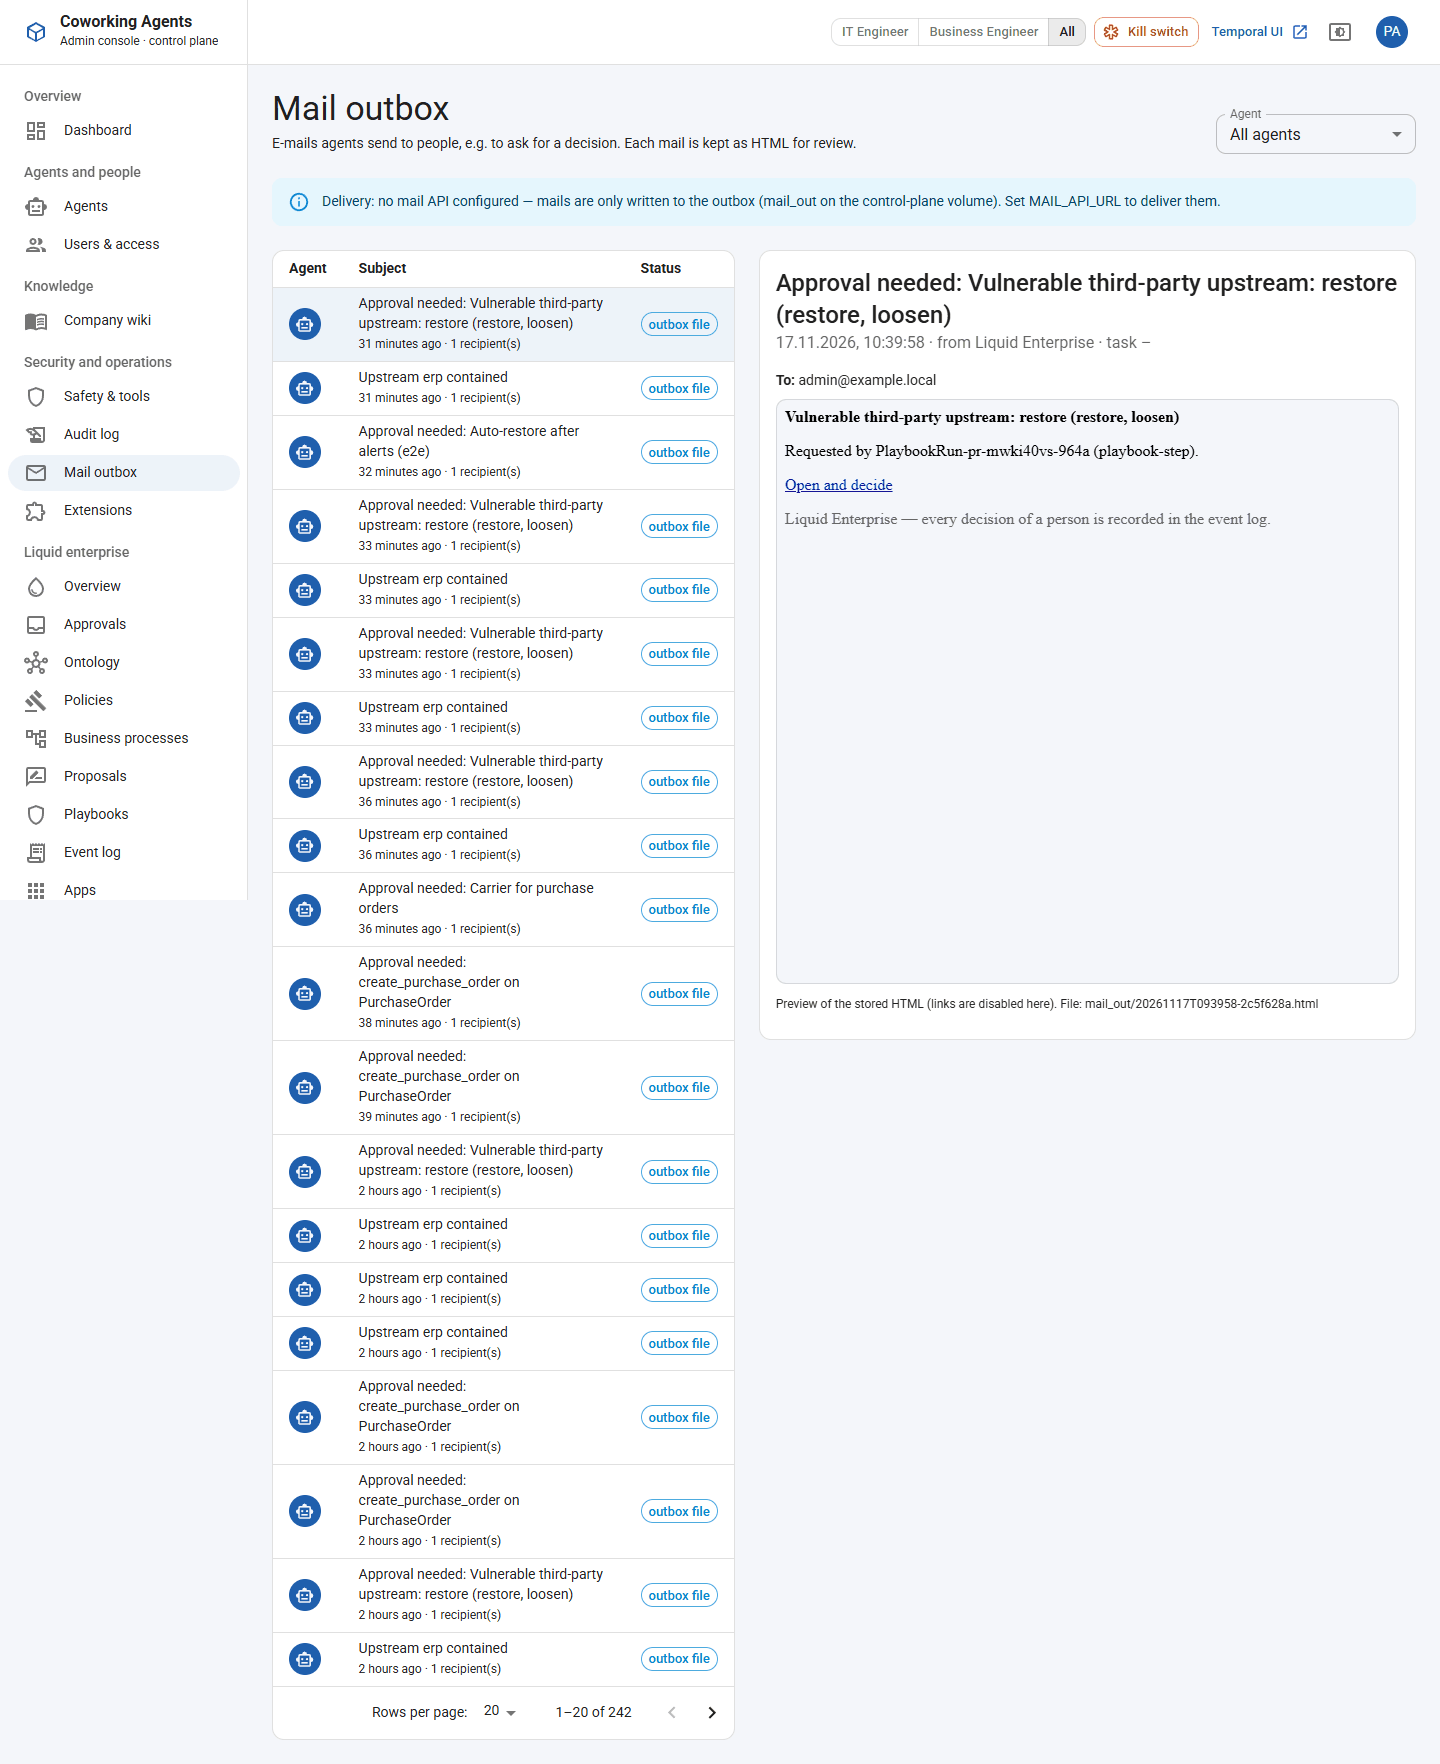 Coworking Agents
Admin console · control plane
IT Engineer
Business Engineer
All
Kill switch
Temporal UI
PA
Overview
Dashboard
Agents and people
Agents
Users & access
Knowledge
Company wiki
Security and operations
Safety & tools
Audit log
Mail outbox
Extensions
Liquid enterprise
Overview
Approvals
Ontology
Policies
Business processes
Proposals
Playbooks
Event log
Apps
Mail outbox
E-mails agents send to people, e.g. to ask for a decision. Each mail is kept as HTML for review.
Agent
All agents
Delivery: no mail API configured — mails are only written to the outbox (mail_out on the control-plane volume). Set MAIL_API_URL to deliver them.
Agent Subject Status
Approval needed: Vulnerable third-party
upstream: restore (restore, loosen)
31 minutes ago · 1 recipient(s)
outbox file
Upstream erp contained
31 minutes ago · 1 recipient(s)
outbox file
Approval needed: Auto-restore after
alerts (e2e)
32 minutes ago · 1 recipient(s)
outbox file
Approval needed: Vulnerable third-party
upstream: restore (restore, loosen)
33 minutes ago · 1 recipient(s)
outbox file
Upstream erp contained
33 minutes ago · 1 recipient(s)
outbox file
Approval needed: Vulnerable third-party
upstream: restore (restore, loosen)
33 minutes ago · 1 recipient(s)
outbox file
Upstream erp contained
33 minutes ago · 1 recipient(s)
outbox file
Approval needed: Vulnerable third-party
upstream: restore (restore, loosen)
36 minutes ago · 1 recipient(s)
outbox file
Upstream erp contained
36 minutes ago · 1 recipient(s)
outbox file
Approval needed: Carrier for purchase
orders
36 minutes ago · 1 recipient(s)
outbox file
Approval needed:
create_purchase_order on
PurchaseOrder
38 minutes ago · 1 recipient(s)
outbox file
Approval needed:
create_purchase_order on
PurchaseOrder
39 minutes ago · 1 recipient(s)
outbox file
Approval needed: Vulnerable third-party
upstream: restore (restore, loosen)
2 hours ago · 1 recipient(s)
outbox file
Upstream erp contained
2 hours ago · 1 recipient(s)
outbox file
Upstream erp contained
2 hours ago · 1 recipient(s)
outbox file
Upstream erp contained
2 hours ago · 1 recipient(s)
outbox file
Approval needed:
create_purchase_order on
PurchaseOrder
2 hours ago · 1 recipient(s)
outbox file
Approval needed:
create_purchase_order on
PurchaseOrder
2 hours ago · 1 recipient(s)
outbox file
Approval needed: Vulnerable third-party
upstream: restore (restore, loosen)
2 hours ago · 1 recipient(s)
outbox file
Upstream erp contained
2 hours ago · 1 recipient(s)
outbox file
Rows per page: 20 1–20 of 242
Approval needed: Vulnerable third-party upstream: restore
(restore, loosen)
17.11.2026, 10:39:58 · from Liquid Enterprise · task –
To: admin@example.local
Vulnerable third-party upstream: restore (restore, loosen)
Requested by PlaybookRun-pr-mwki40vs-964a (playbook-step).
Open and decide
Liquid Enterprise — every decision of a person is recorded in the event log.
Preview of the stored HTML (links are disabled here). File: mail_out/20261117T093958-2c5f628a.html